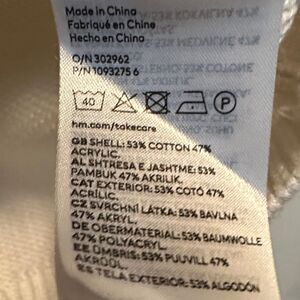 Made in China
Fabriqué en Chine
Hecho en China
O/N 302962
P/N 1093275 6
40
P
hm.com/takecare
GB SHELL: 53% COTTON 47%
ACRYLIC.
AL SHTRESA E JASHTME: 53%
PAMBUK 47% AKRILIK.
CAT EXTERIOR: 53% COTÓ 47%
ACRÍLIC.
CZ SVRCHNÍ LÁTKA: 53% BAVLNA
47% AKRYL.
DE OBERMATERIAL: 53% BAUMWOLLE
47% POLYACRYL.
EE ÜMBRIS: 53% PUUVILL 47%
AKRÜÜL.
ES TELA EXTERIOR: 53% ALGODÓN